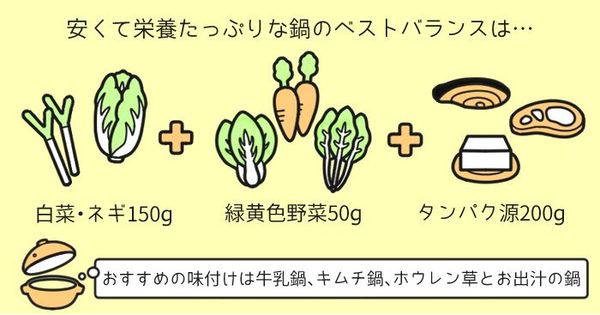 安くて栄養たっぷりな鍋のベストバランスは…
白菜・ネギ150g
緑黄色野菜50g
タンパク源200g
おすすめの味付けは牛乳鍋、キムチ鍋、ホウレン草とお出汁の鍋